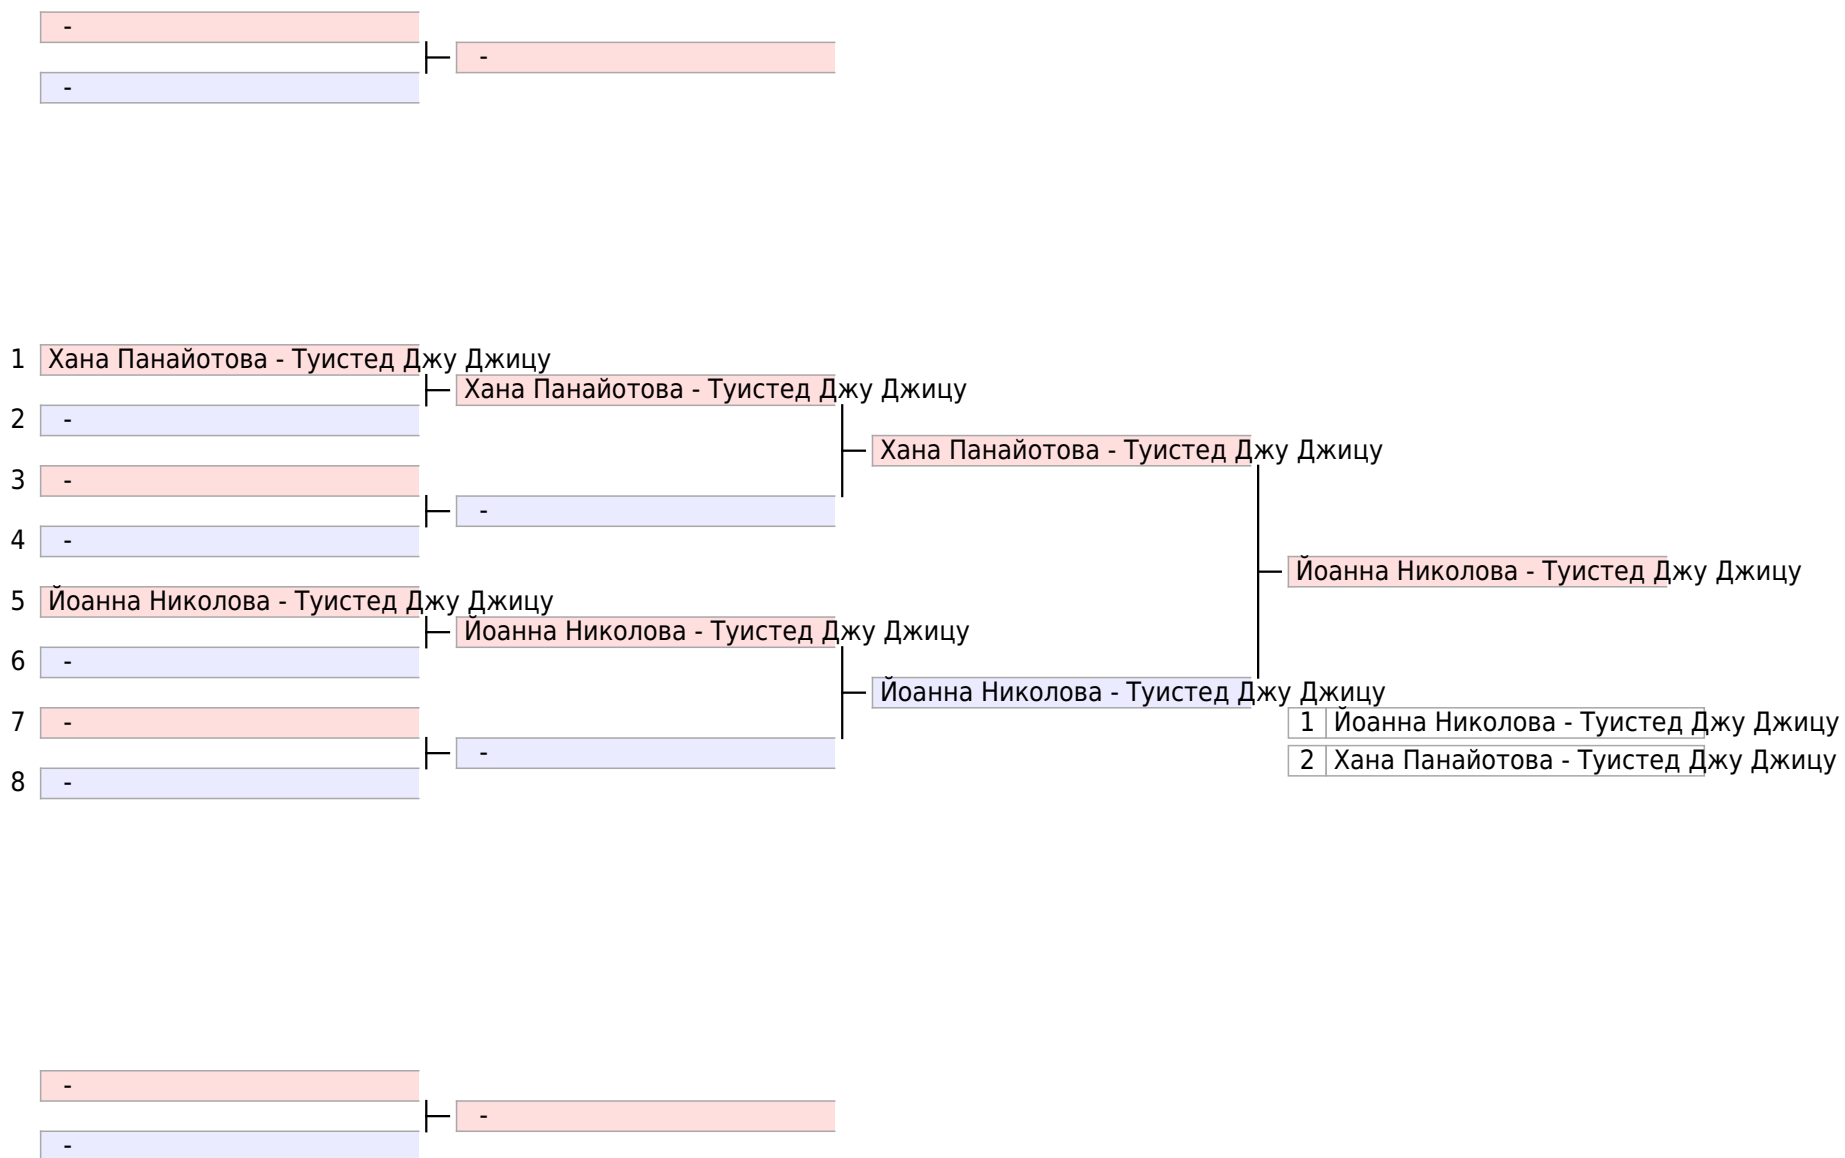 -
-
-
1 Хана Панайотова - Туистед Джу Джицу
Хана Панайотова - Туистед Джу Джицу
2 -
Хана Панайотова - Туистед Джу Джицу
3 -
-
4 -
Йоанна Николова - Туистед Джу Джицу
5 Йоанна Николова - Туистед Джу Джицу
Йоанна Николова - Туистед Джу Джицу
6 -
Йоанна Николова - Туистед Джу Джицу
7 -
1 Йоанна Николова - Туистед Джу Джицу
-
2 Хана Панайотова - Туистед Джу Джицу
8 -
-
-
-